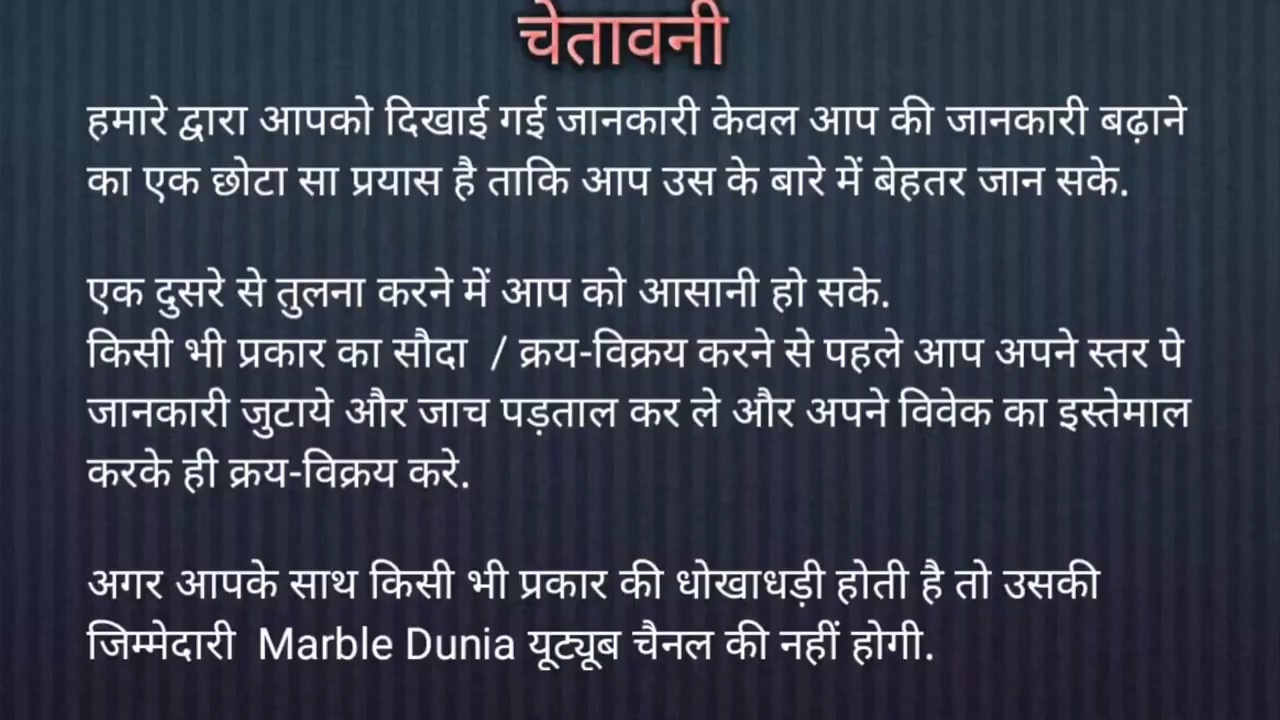 चेतावनी
हमारे द्वारा आपको दिखाई गई जानकारी केवल आप की जानकारी बढ़ाने
का एक छोटा सा प्रयास है ताकि आप उस के बारे में बेहतर जान सके.
एक दुसरे से तुलना करने में आप को आसानी हो सके.
किसी भी प्रकार का सौदा / क्रय-विक्रय करने से पहले आप अपने स्तर पे
जानकारी जुटाये और जाच पड़ताल कर ले और अपने विवेक का इस्तेमाल
करके ही क्रय-विक्रय करे.
अगर आपके साथ किसी भी प्रकार की धोखाधड़ी होती है तो उसकी
जिम्मेदारी Marble Dunia यूट्यूब चैनल की नहीं होगी.